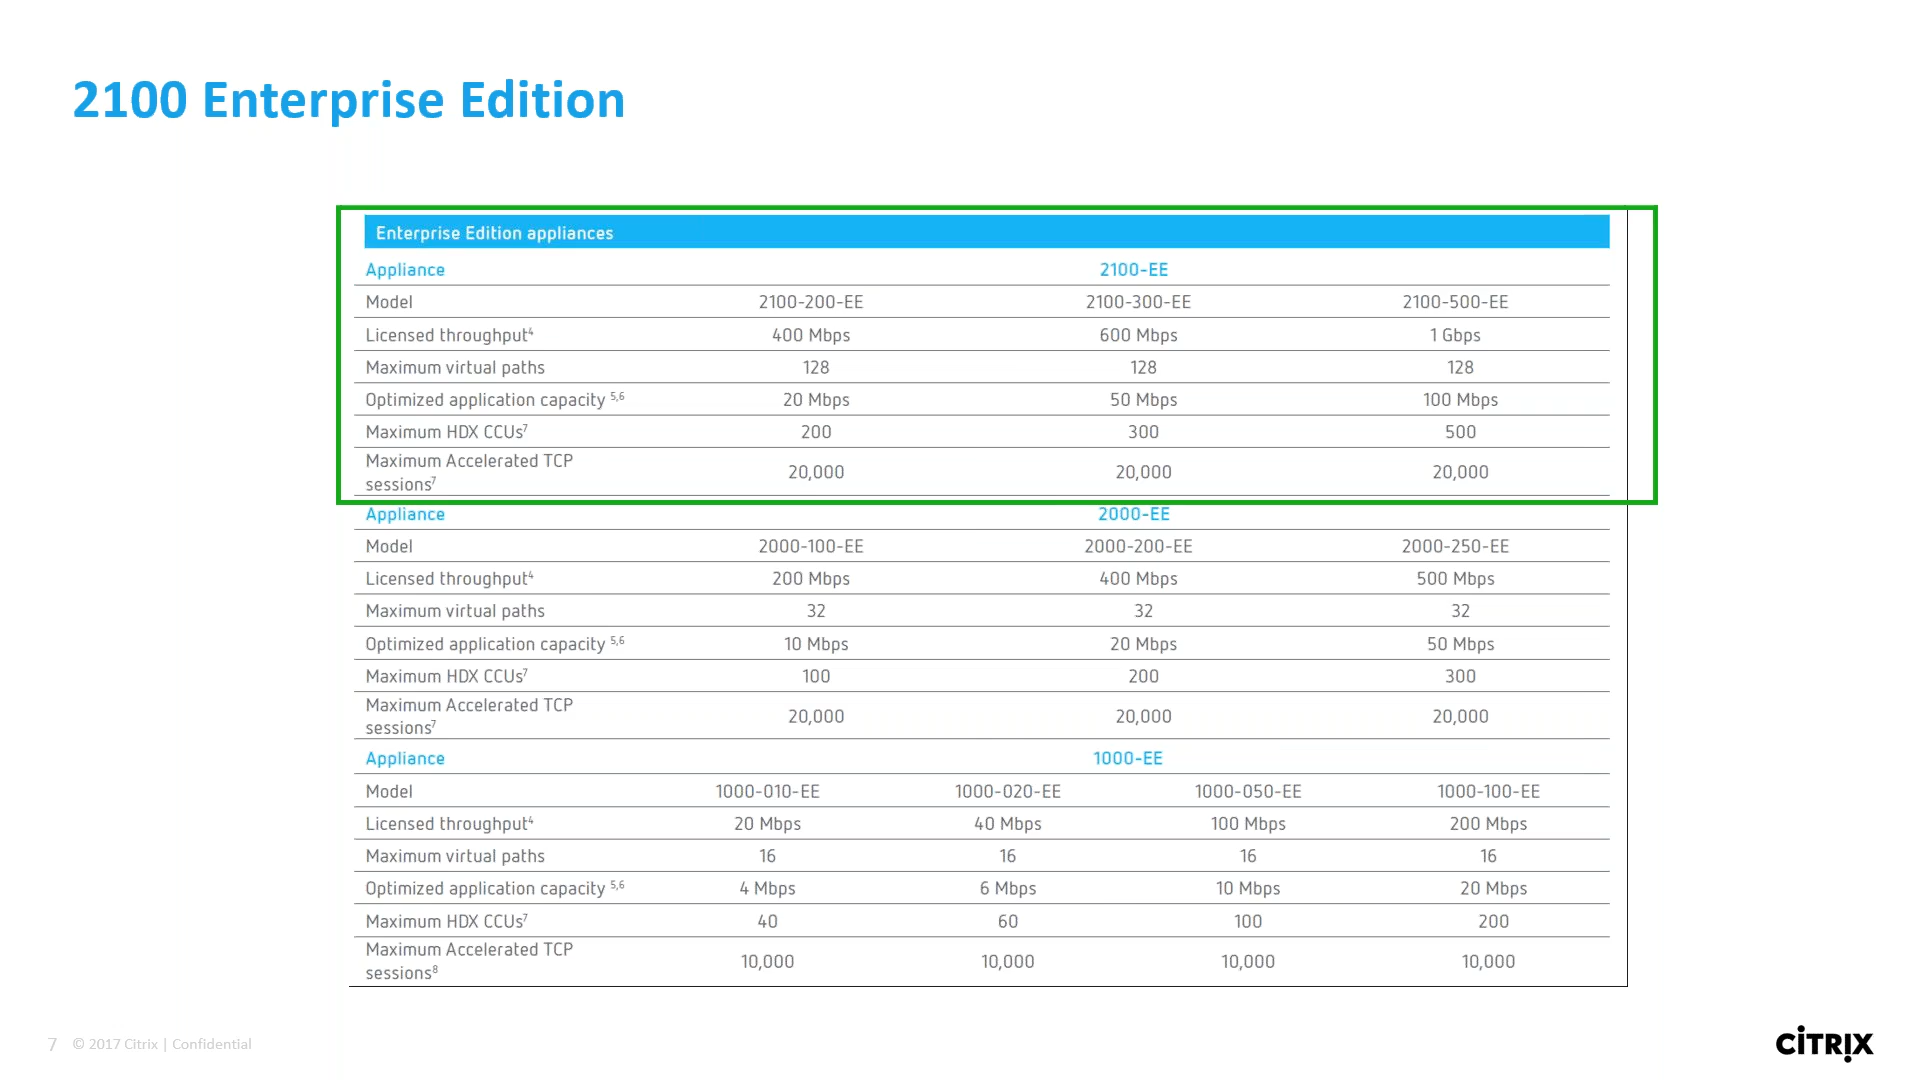 2100 Enterprise Edition
Enterprise Edition appliances
Appliance 2100-EE
Model 2100-200-EE 2100-300-EE 2100-500-EE
Licensed throughput⁴ 400 Mbps 600 Mbps 1 Gbps
Maximum virtual paths 128 128 128
Optimized application capacity ⁵,⁶ 20 Mbps 50 Mbps 100 Mbps
Maximum HDX CCUs⁷ 200 300 500
Maximum Accelerated TCP
sessions⁷ 20,000 20,000 20,000
Appliance 2000-EE
Model 2000-100-EE 2000-200-EE 2000-250-EE
Licensed throughput⁴ 200 Mbps 400 Mbps 500 Mbps
Maximum virtual paths 32 32 32
Optimized application capacity ⁵,⁶ 10 Mbps 20 Mbps 50 Mbps
Maximum HDX CCUs⁷ 100 200 300
Maximum Accelerated TCP
sessions⁷ 20,000 20,000 20,000
Appliance 1000-EE
Model 1000-010-EE 1000-020-EE 1000-050-EE 1000-100-EE
Licensed throughput⁴ 20 Mbps 40 Mbps 100 Mbps 200 Mbps
Maximum virtual paths 16 16 16 16
Optimized application capacity ⁵,⁶ 4 Mbps 6 Mbps 10 Mbps 20 Mbps
Maximum HDX CCUs⁷ 40 60 100 200
Maximum Accelerated TCP
sessions⁸ 10,000 10,000 10,000 10,000
7 © 2017 Citrix | Confidential
CITRIX